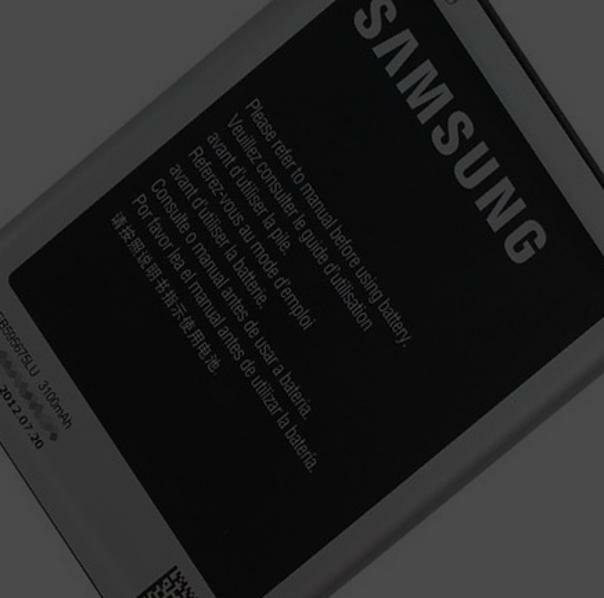 SAMSUNG
Please refer to manual before using battery.
Veuillez consulter le guide d'utilisation
avant d'utiliser la pile.
Referez-vous au mode d'emploi
avant d'utiliser la batterie.
Consulle o manual antes de usar a bateria.
Por favor lea el manual antes de utilizar la batería.
请按照说明书指示使用电池.
EB595675LU 3100mAh
2012.07.20